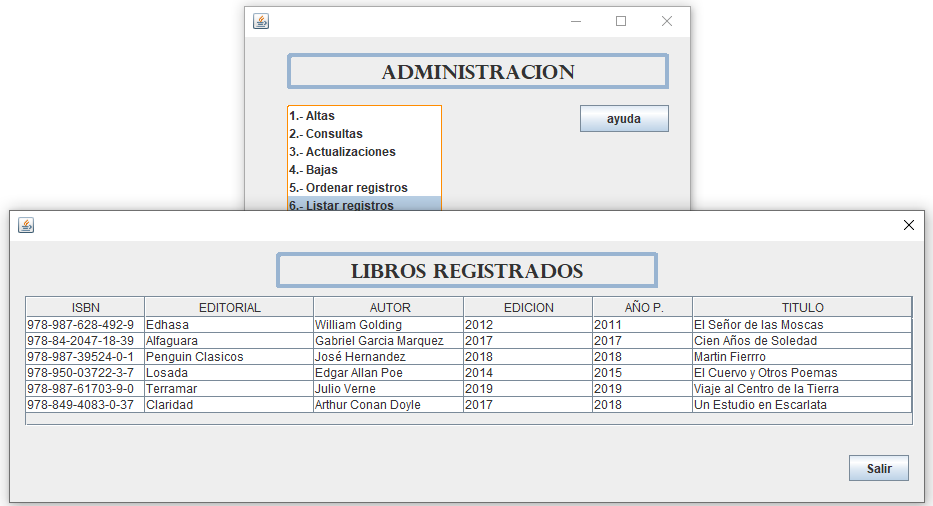 ADMINISTRACION
1.- Altas
2.- Consultas
3.- Actualizaciones
4.- Bajas
5.- Ordenar registros
6.- Listar registros
ayuda
LIBROS REGISTRADOS
ISBN EDITORIAL AUTOR EDICION AÑO P. TITULO
978-987-628-492-9 Edhasa William Golding 2012 2011 El Señor de las Moscas
978-84-2047-18-39 Alfaguara Gabriel Garcia Marquez 2017 2017 Cien Años de Soledad
978-987-39524-0-1 Penguin Clasicos José Hernandez 2018 2018 Martin Fierrro
978-950-03722-3-7 Losada Edgar Allan Poe 2014 2015 El Cuervo y Otros Poemas
978-987-61703-9-0 Terramar Julio Verne 2019 2019 Viaje al Centro de la Tierra
978-849-4083-0-37 Claridad Arthur Conan Doyle 2017 2018 Un Estudio en Escarlata
Salir